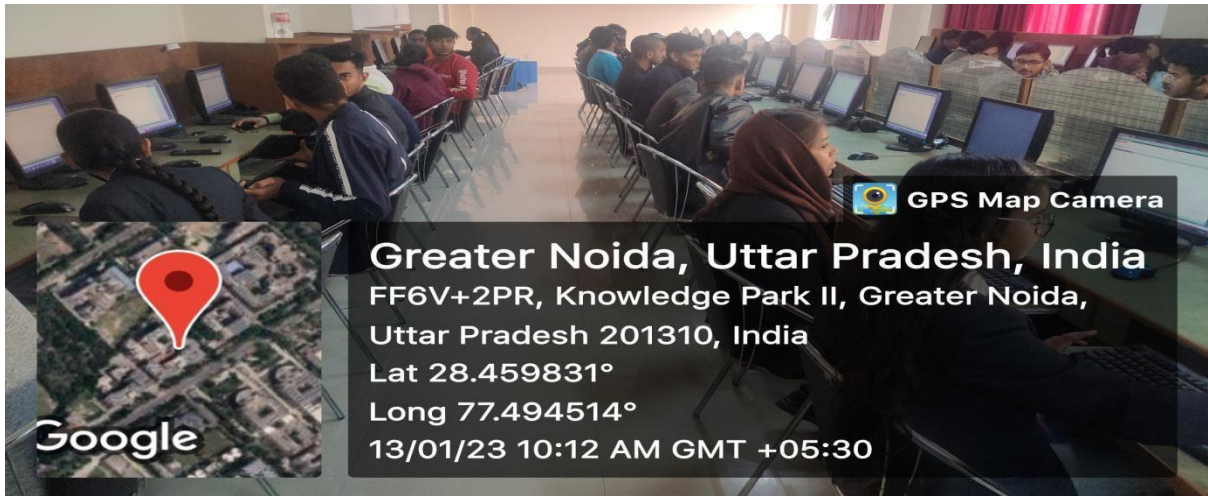 GPS Map Camera
Greater Noida, Uttar Pradesh, India
FF6V+2PR, Knowledge Park II, Greater Noida,
Uttar Pradesh 201310, India
Lat 28.459831°
Long 77.494514°
13/01/23 10:12 AM GMT +05:30
Google